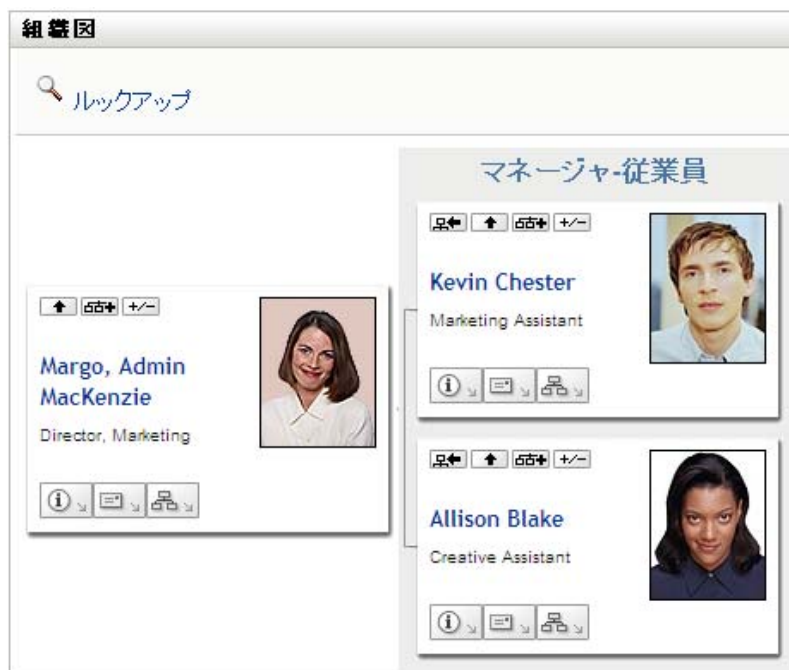 組織図
ルックアップ
マネージャ-従業員
Kevin Chester
Marketing Assistant
Margo, Admin
MacKenzie
Director, Marketing
Allison Blake
Creative Assistant